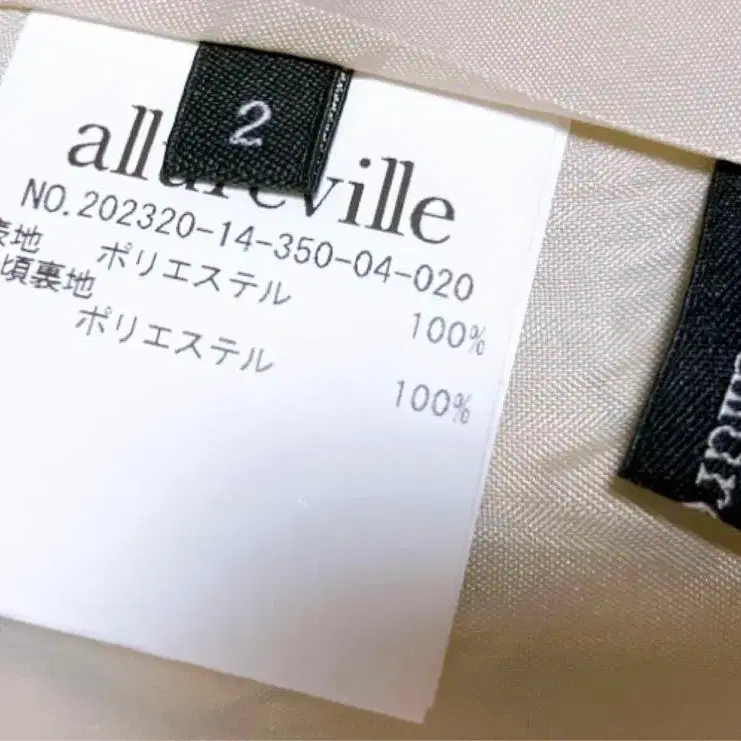 2
allureville
NO.202320-14-350-04-020
表地 ポリエステル 100%
頃裏地
ポリエステル 100%